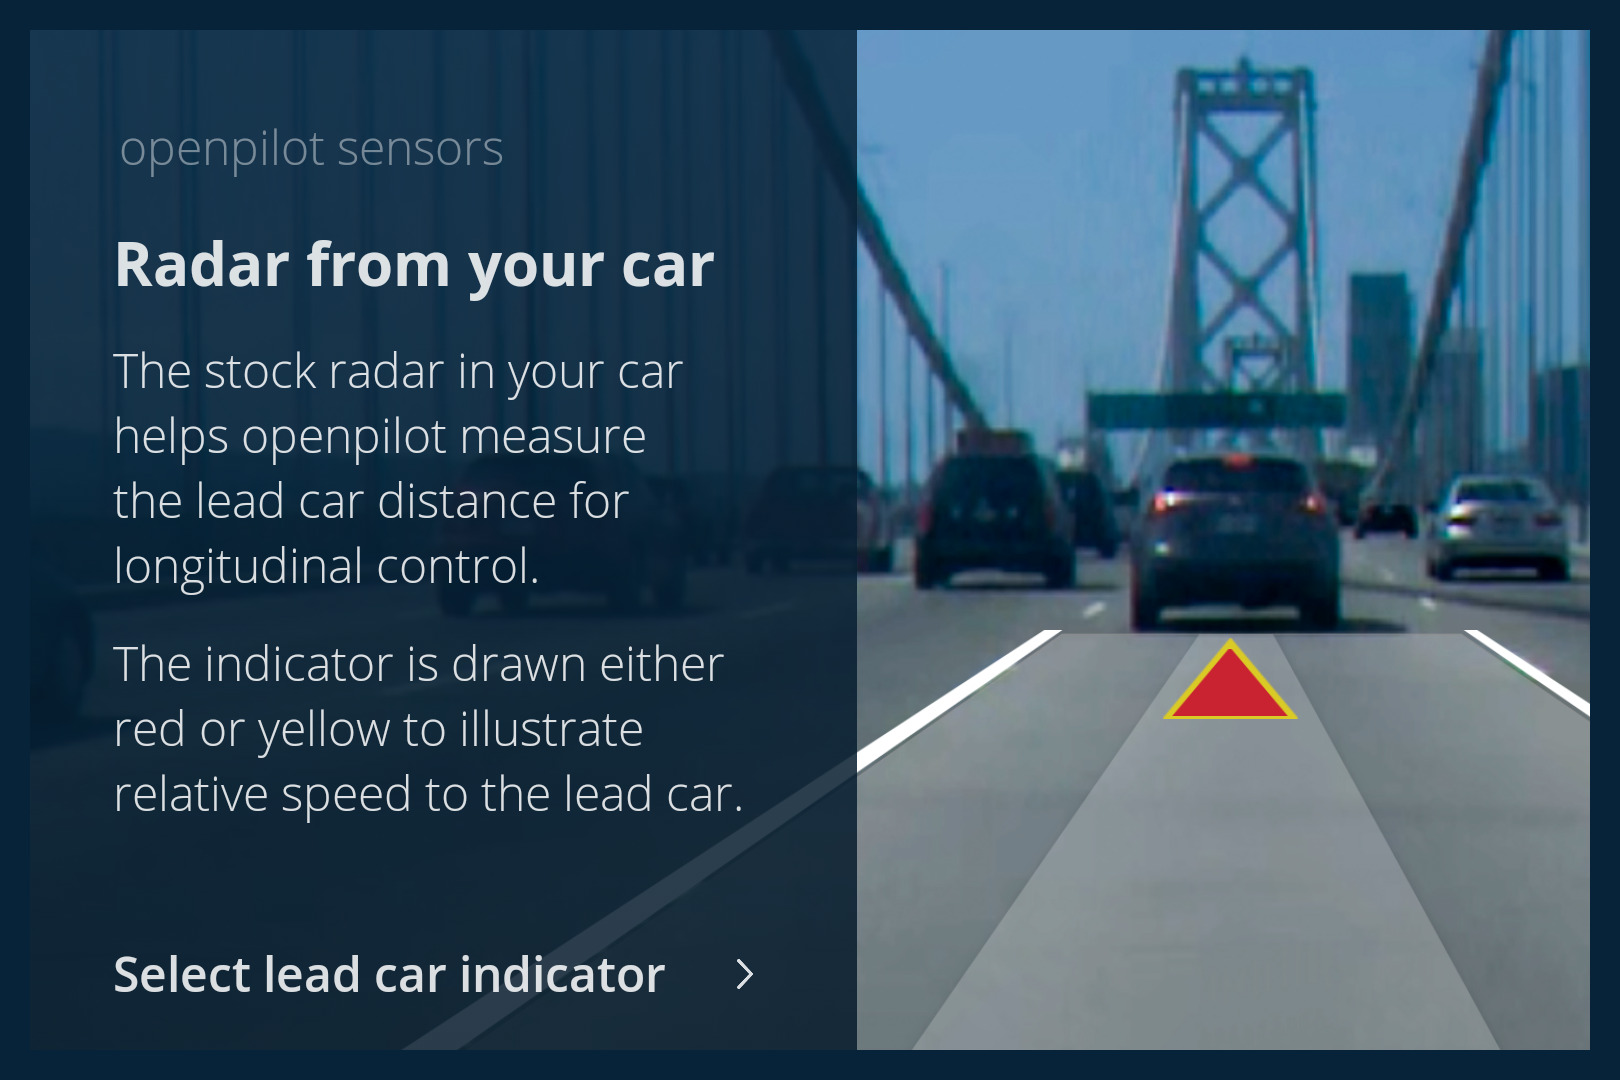 openpilot sensors
Radar from your car
The stock radar in your car
helps openpilot measure
the lead car distance for
longitudinal control.
The indicator is drawn either
red or yellow to illustrate
relative speed to the lead car.
Select lead car indicator